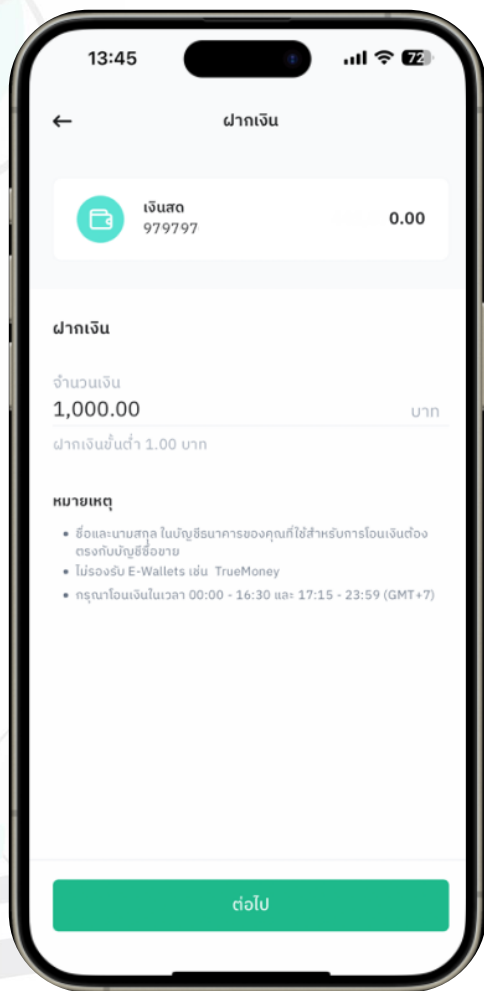 13:45
72
ฝากเงิน
เงินสด
979797
0.00
ฝากเงิน
จำนวนเงิน
1,000.00
บาท
ฝากเงินขั้นต่ำ 1.00 บาท
หมายเหตุ
• ชื่อและนามสกุล ในบัญชีธนาคารของคุณที่ใช้สำหรับการโอนเงินต้อง
ตรงกับบัญชีซื้อขาย
• ไม่รองรับ E-Wallets เช่น TrueMoney
• กรุณาโอนเงินในเวลา 00:00 - 16:30 และ 17:15 - 23:59 (GMT+7)
ต่อไป